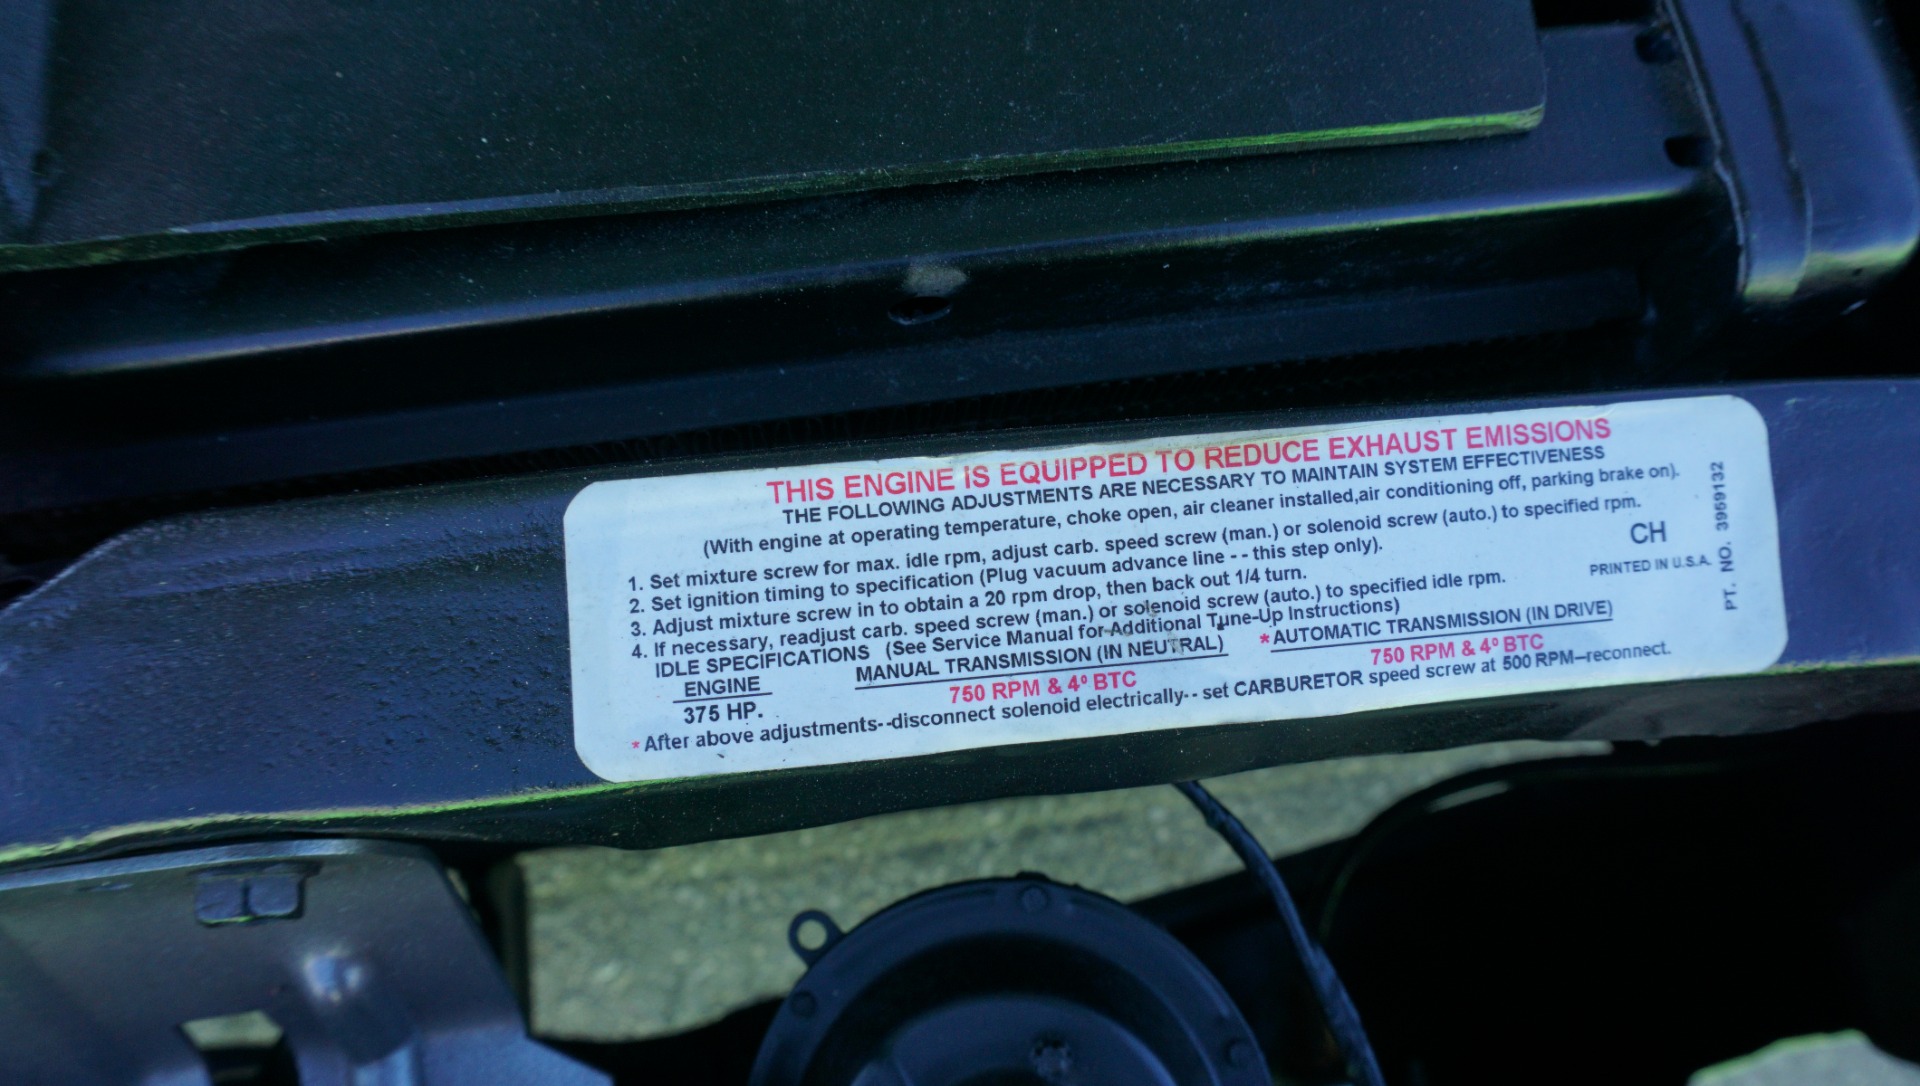 THIS ENGINE IS EQUIPPED TO REDUCE EXHAUST EMISSIONS
THE FOLLOWING ADJUSTMENTS ARE NECESSARY TO MAINTAIN SYSTEM EFFECTIVENESS
(With engine at operating temperature, choke open, air cleaner installed,air conditioning off, parking brake on).
1. Set mixture screw for max. idle rpm, adjust carb. speed screw (man.) or solenoid screw (auto.) to specified rpm.
2. Set ignition timing to specification (Plug vacuum advance line - - this step only).
3. Adjust mixture screw in to obtain a 20 rpm drop, then back out 1/4 turn.
4. If necessary, readjust carb. speed screw (man.) or solenoid screw (auto.) to specified idle rpm.
IDLE SPECIFICATIONS (See Service Manual for Additional Tune-Up Instructions)
ENGINE MANUAL TRANSMISSION (IN NEUTRAL) *AUTOMATIC TRANSMISSION (IN DRIVE)
375 HP. 750 RPM & 4º BTC 750 RPM & 4º BTC
*After above adjustments--disconnect solenoid electrically-- set CARBURETOR speed screw at 500 RPM–reconnect.
CH
PRINTED IN U.S.A.
PT. NO. 3959132